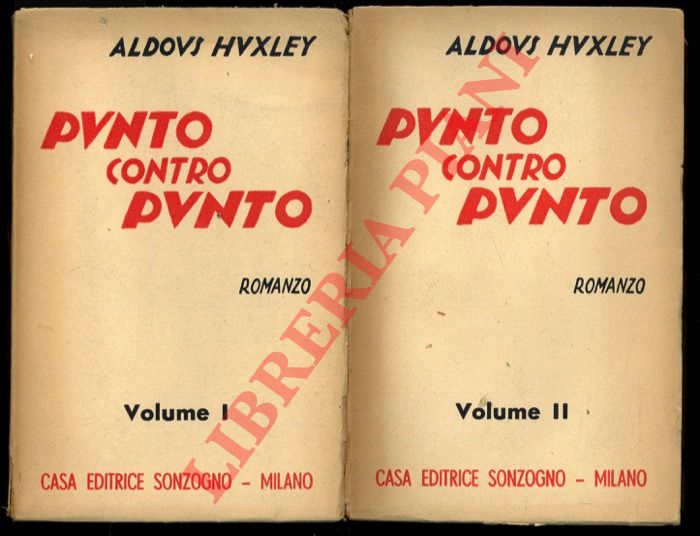 ALDOVS HVXLEY
PVNTO
CONTRO
PVNTO
ROMANZO
Volume I
CASA EDITRICE SONZOGNO - MILANO
ALDOVS HVXLEY
PVNTO
CONTRO
PVNTO
ROMANZO
Volume II
CASA EDITRICE SONZOGNO - MILANO
LIBRERIA PIANI